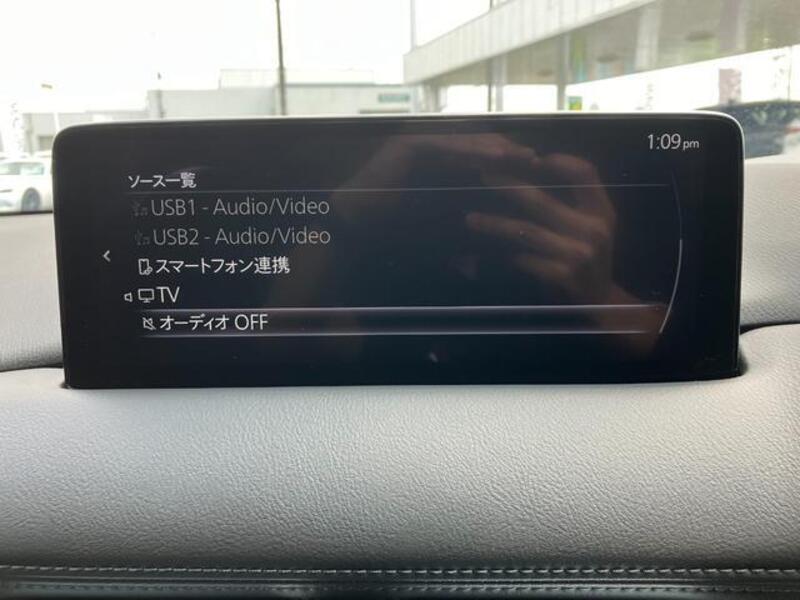 1:09pm
ソース一覧
USB1 - Audio/Video
USB2 - Audio/Video
スマートフォン連携
TV
オーディオ OFF